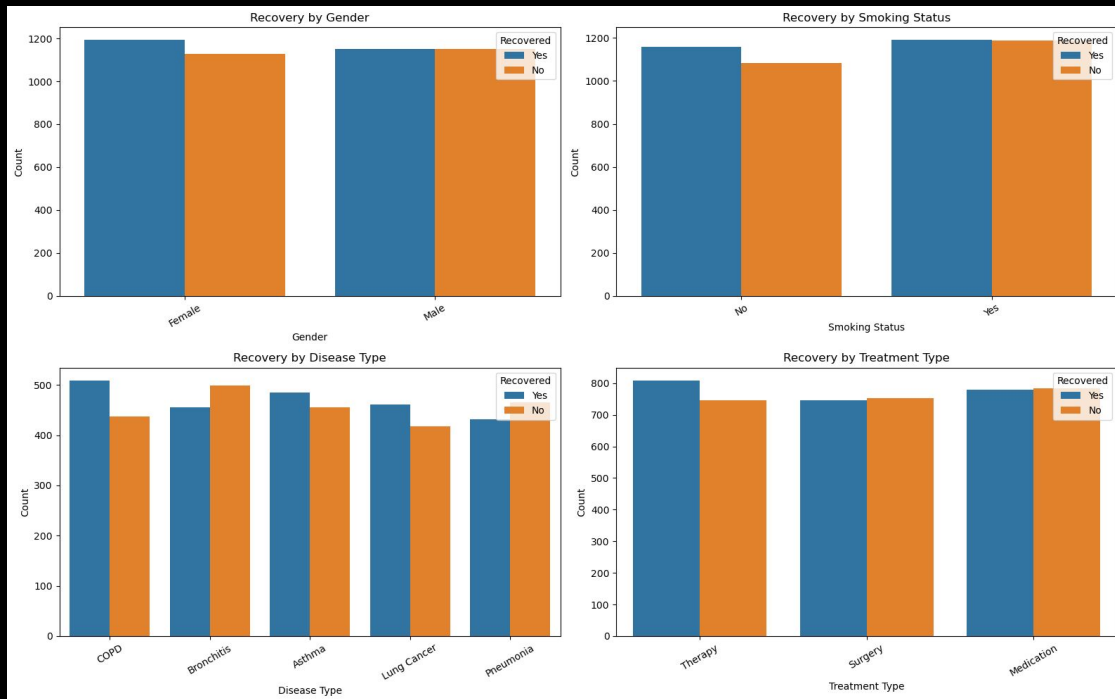 Recovery by Gender
1200
1000
800
600
400
200
0
Count
Recovered
Yes
No
Female
Male
Gender
Recovery by Smoking Status
1200
1000
800
600
400
200
0
Count
Recovered
Yes
No
No
Yes
Smoking Status
Recovery by Disease Type
500
400
300
200
100
0
Count
Recovered
Yes
No
COPD
Bronchitis
Asthma
Lung Cancer
Pneumonia
Disease Type
Recovery by Treatment Type
800
700
600
500
400
300
200
100
0
Count
Recovered
Yes
No
Therapy
Surgery
Medication
Treatment Type